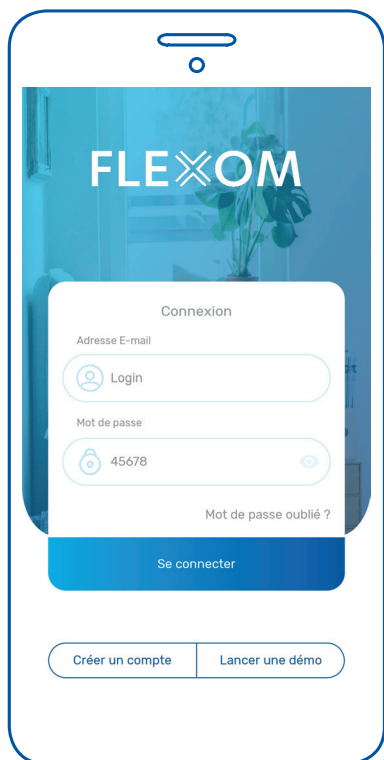 FLEXOM
Connexion
Adresse E-mail
Login
Mot de passe
45678
Mot de passe oublié ?
Se connecter
Créer un compte
Lancer une démo